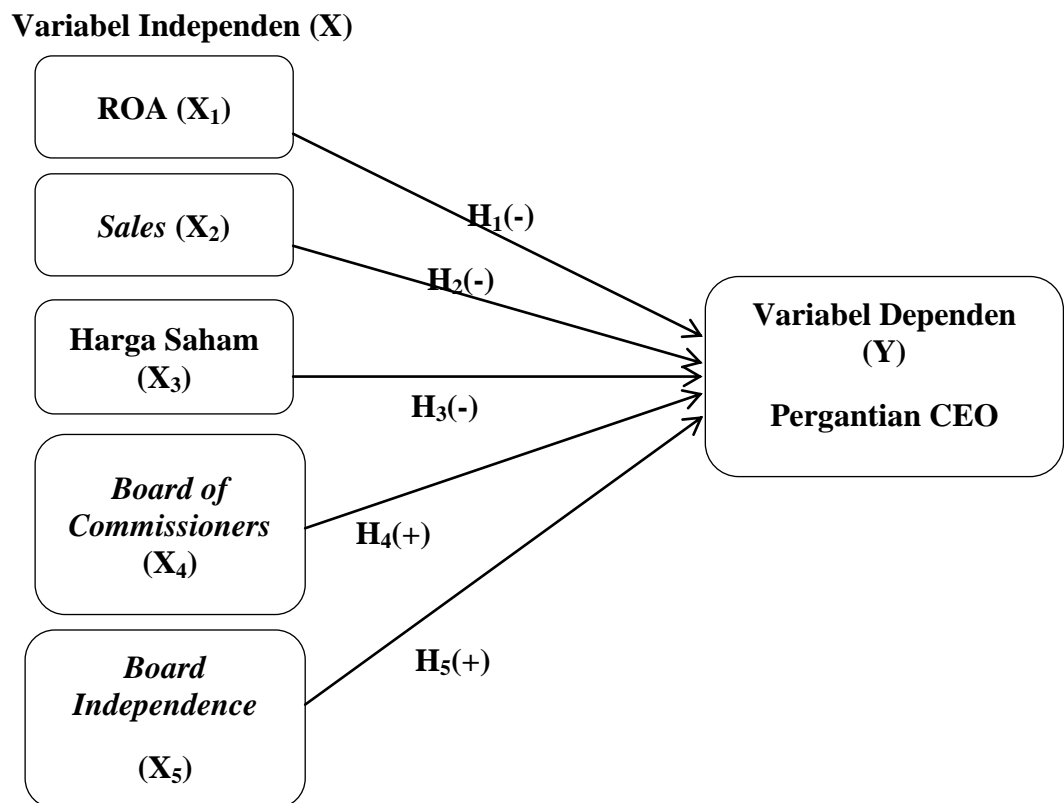 Variabel Independen (X)
ROA (X₁)
Sales (X₂)
Harga Saham
(X₃)
Board of
Commissioners
(X₄)
Board
Independence
(X₅)
H₁(-)
H₂(-)
H₃(-)
H₄(+)
H₅(+)
Variabel Dependen
(Y)
Pergantian CEO